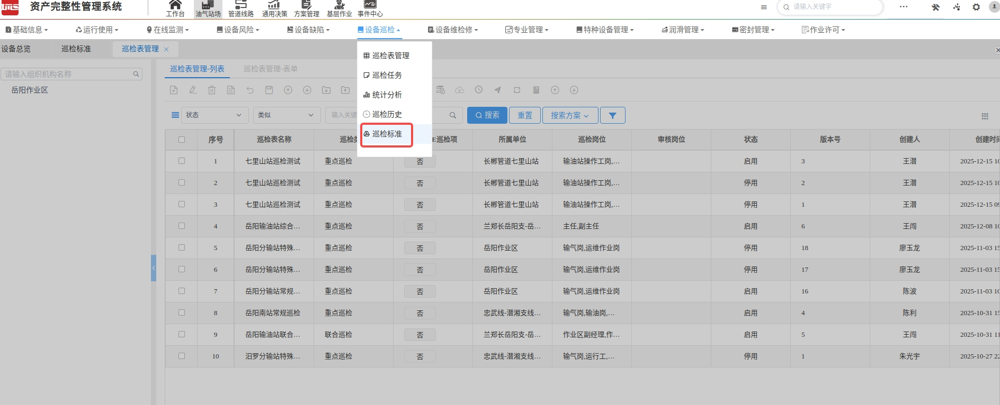 资产完整性管理系统
工作台 油气站场 管道线路 通用决策 方案管理 基层作业 事件中心 请输入关键字
基础信息 运行使用 在线监测 设备风险 设备缺陷 设备巡检 设备维检修 专业管理 特种设备管理 润滑管理 密封管理 作业许可
设备总览 巡检标准 巡检表管理
巡检表管理
巡检任务
统计分析
巡检历史
巡检标准
请输入组织机构名称
岳阳作业区
巡检表管理-列表 巡检表管理-表单
状态 类似 输入关键 搜索 重置 搜索方案
序号 巡检表名称 巡检类 E巡检项 所属单位 巡检岗位 审核岗位 状态 版本号 创建人 创建时间
1 七里山站巡检测试 重点巡检 否 长郴管道七里山站 输油站操作工岗,... 启用 3 王潜 2025-12-15 10
2 七里山站巡检测试 重点巡检 否 长郴管道七里山站 输油站操作工岗,... 停用 2 王潜 2025-12-15 10
3 七里山站巡检测试 重点巡检 否 长郴管道七里山站 输油站操作工岗,... 停用 1 王潜 2025-12-15 09
4 岳阳输油站综合... 重点巡检 否 兰郑长岳阳支-岳... 主任,副主任 启用 6 王闯 2025-12-08 10
5 岳阳分输站特殊... 重点巡检 否 岳阳作业区 输气岗,运维作业岗 停用 18 廖玉龙 2025-11-03 15
6 岳阳分输站特殊... 重点巡检 否 岳阳作业区 输气岗,运维作业岗 停用 17 廖玉龙 2025-11-03 15
7 岳阳分输站常规... 重点巡检 否 岳阳作业区 输气岗,运维作业岗 启用 16 陈波 2025-11-03 10
8 岳阳南站常规巡检 重点巡检 否 忠武线-潜湘支线... 输气岗,输油岗,... 启用 4 陈利 2025-10-31 15
9 岳阳输油站联合... 联合巡检 否 兰郑长岳阳支-岳... 作业区副经理,作... 启用 5 王闯 2025-10-31 11
10 汨罗分输站特殊... 重点巡检 否 忠武线-潜湘支线... 输气岗,运行工,... 停用 1 朱光宇 2025-10-27 22